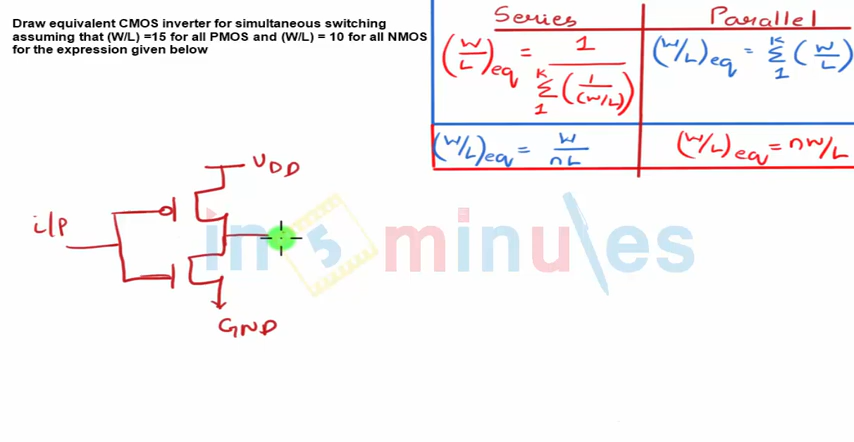 Draw equivalent CMOS inverter for simultaneous switching
assuming that (W/L) =15 for all PMOS and (W/L) = 10 for all NMOS
for the expression given below
Series
Parallel
(W/L)eq = 1 / K Σ 1 (1/(W/L))
(W/L)eq = K Σ 1 (W/L)
(W/L)eq = W/nL
(W/L)eq = nW/L
VDD
i/P
in 5 minutes
GND